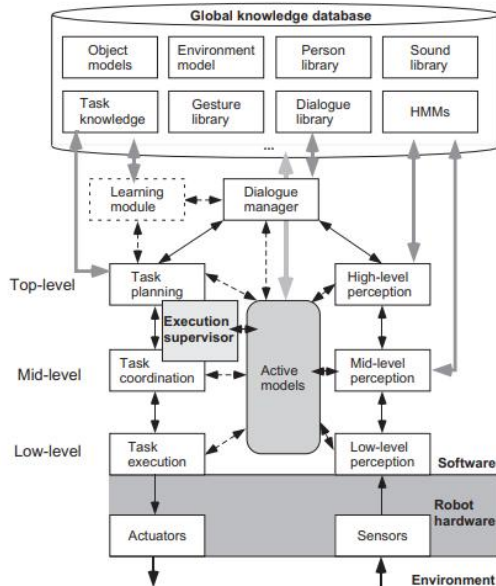 Global knowledge database
Object
models
Environment
model
Person
library
Sound
library
Task
knowledge
Gesture
library
Dialogue
library
HMMs
...
Learning
module
Dialogue
manager
Top-level
Task
planning
High-level
perception
Execution
supervisor
Mid-level
Task
coordination
Active
models
Mid-level
perception
Low-level
Task
execution
Low-level
perception
Software
Robot
hardware
Actuators
Sensors
Environment